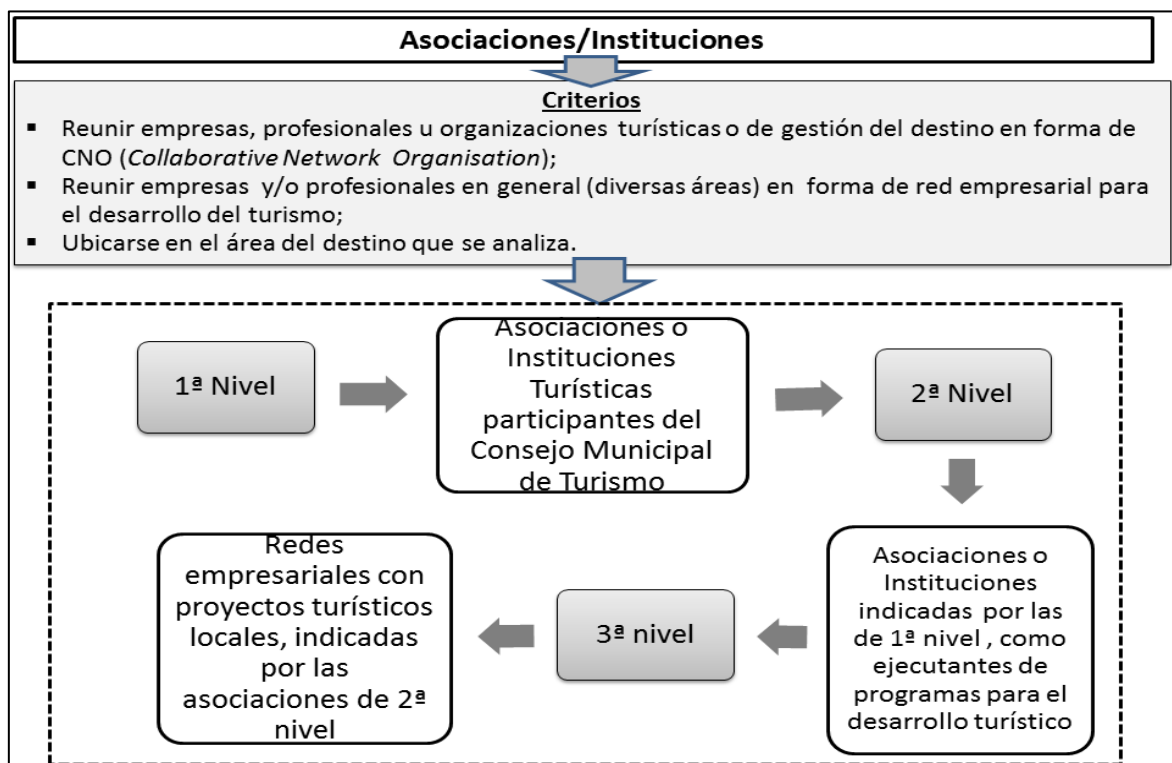 Asociaciones/Instituciones
Criterios
▪ Reunir empresas, profesionales u organizaciones turísticas o de gestión del destino en forma de
CNO (Collaborative Network Organisation);
▪ Reunir empresas y/o profesionales en general (diversas áreas) en forma de red empresarial para
el desarrollo del turismo;
▪ Ubicarse en el área del destino que se analiza.
1ª Nivel
Asociaciones o
Instituciones
Turísticas
participantes del
Consejo Municipal
de Turismo
2ª Nivel
Asociaciones o
Instituciones
indicadas por las
de 1ª nivel , como
ejecutantes de
programas para el
desarrollo turístico
3ª nivel
Redes
empresariales con
proyectos turísticos
locales, indicadas
por las
asociaciones de 2ª
nivel